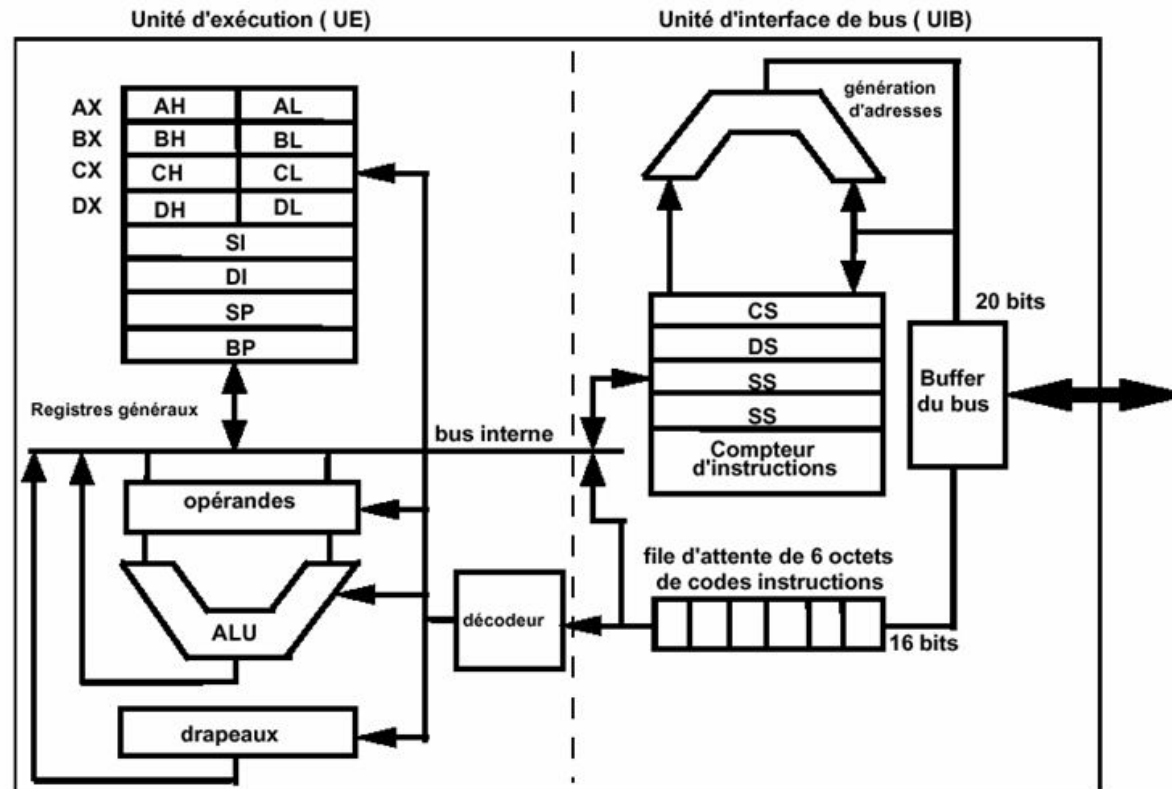 Unité d'exécution ( UE)
Unité d'interface de bus ( UIB)
AX
AH
AL
BX
BH
BL
CX
CH
CL
DX
DH
DL
SI
DI
SP
BP
Registres généraux
bus interne
opérandes
ALU
décodeur
drapeaux
génération
d'adresses
CS
DS
SS
SS
Compteur
d'instructions
20 bits
Buffer
du bus
file d'attente de 6 octets
de codes instructions
16 bits